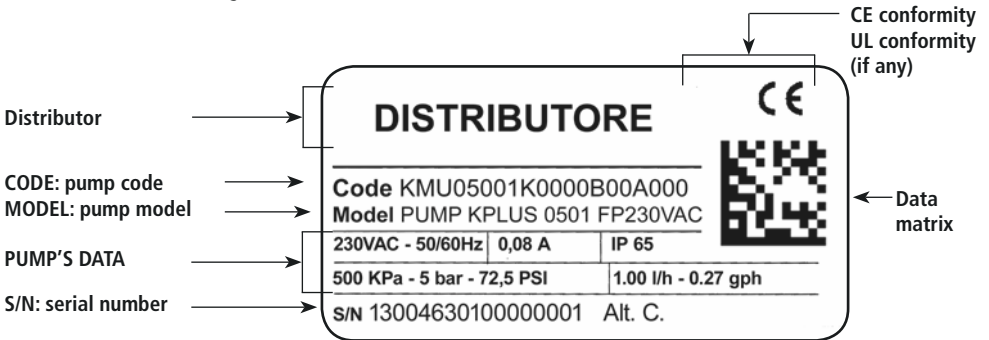 CE conformity
UL conformity
(if any)
Distributor
DISTRIBUTORE
CE
CODE: pump code
MODEL: pump model
Code KMU05001K0000B00A000
Model PUMP KPLUS 0501 FP230VAC
Data
matrix
PUMP'S DATA
230VAC - 50/60Hz 0,08 A IP 65
500 KPa - 5 bar - 72,5 PSI 1.00 l/h - 0.27 gph
S/N: serial number
S/N 13004630100000001 Alt. C.